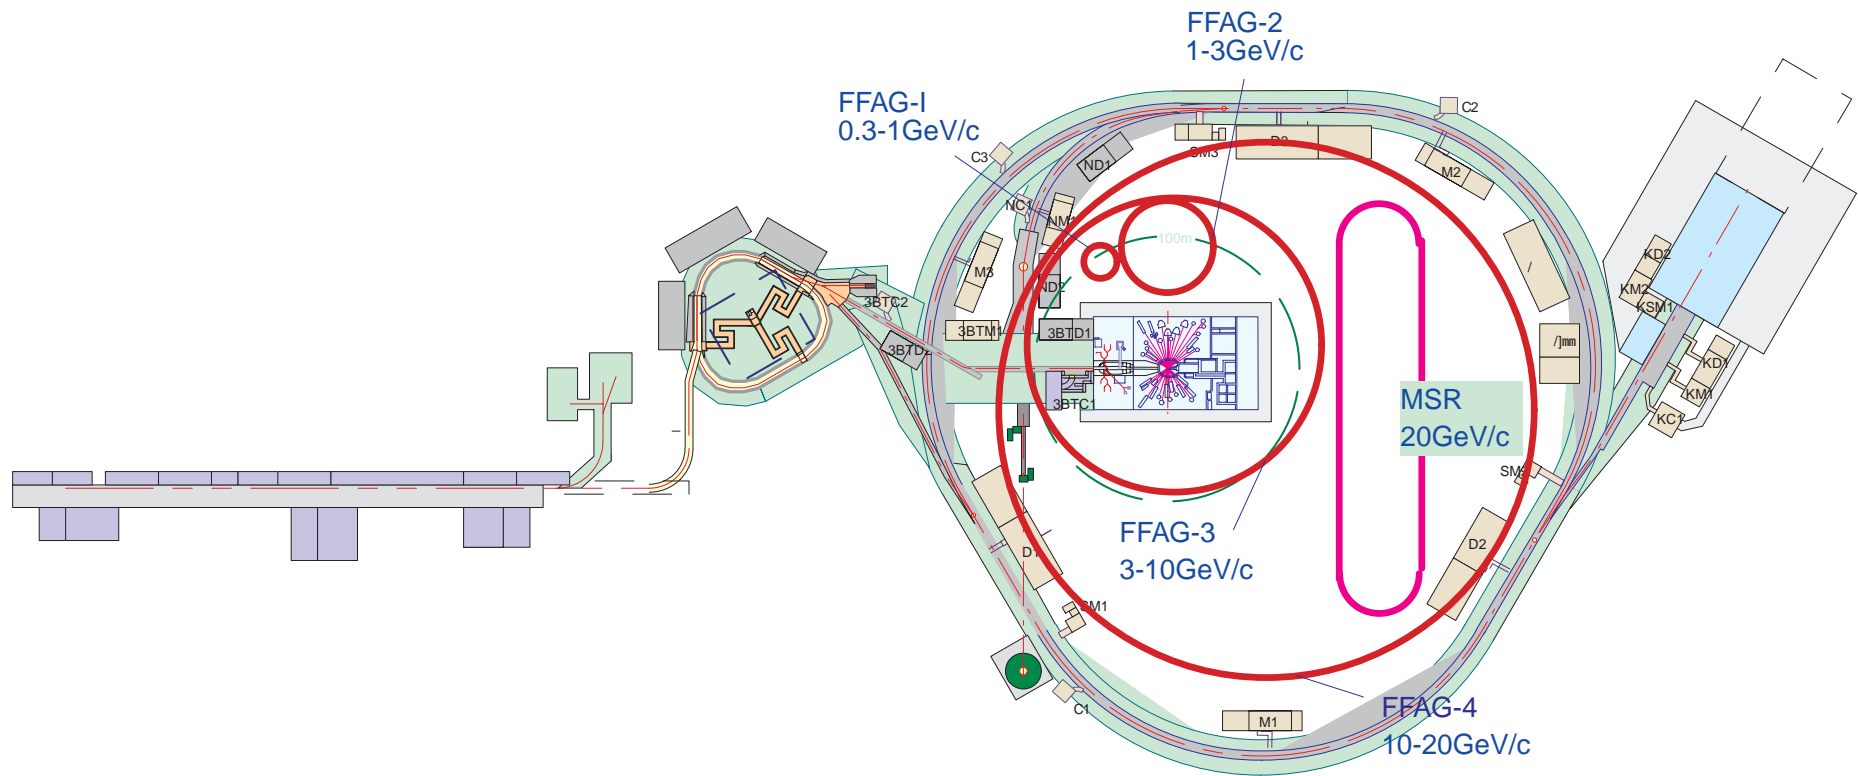 FFAG-2
1-3GeV/c
FFAG-I
0.3-1GeV/c
C2
C3
SM3
D3
ND1
M2
NC1
NM1
100m
M3
ND2
3BTC2
3BTM1
3BTD1
3BTD2
3BTC1
/
/]mm
KD2
KM2
KSM1
KD1
KM1
KC1
MSR
20GeV/c
FFAG-3
3-10GeV/c
D1
D2
SM1
C1
M1
FFAG-4
10-20GeV/c